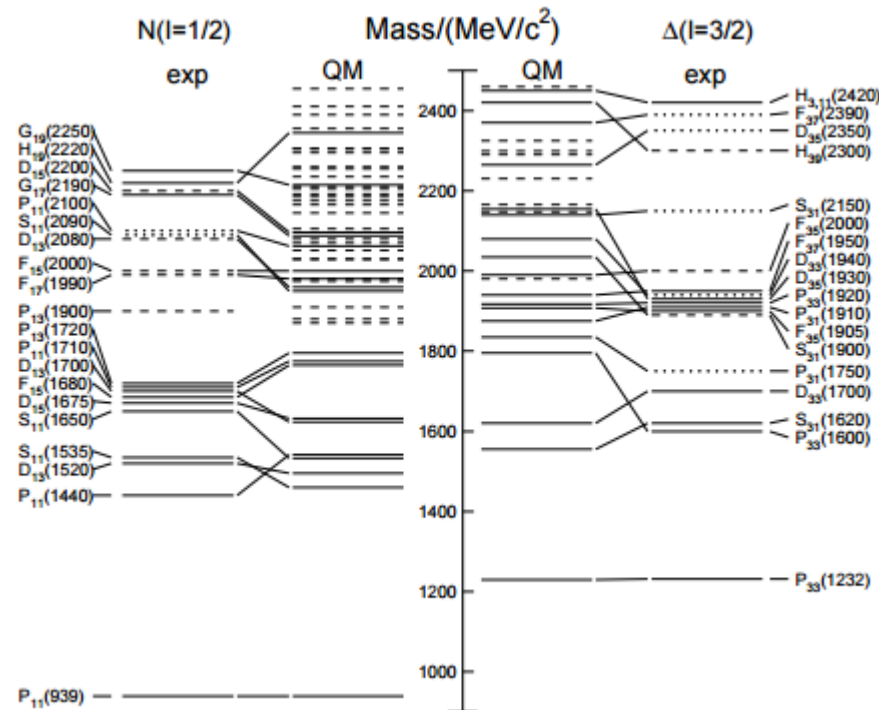 N(I=1/2) Mass/(MeV/c²) Δ(I=3/2)
exp QM QM exp
G₁₉(2250)
H₁₉(2220)
D₁₅(2200)
G₁₇(2190)
P₁₁(2100)
S₁₁(2090)
D₁₃(2080)
F₁₅(2000)
F₁₇(1990)
P₁₃(1900)
P₁₃(1720)
P₁₁(1710)
D₁₃(1700)
F₁₅(1680)
D₁₅(1675)
S₁₁(1650)
S₁₁(1535)
D₁₃(1520)
P₁₁(1440)
P₁₁(939)
2400
2200
2000
1800
1600
1400
1200
1000
H₃,₁₁(2420)
F₃₇(2390)
D₃₅(2350)
H₃₉(2300)
S₃₁(2150)
F₃₅(2000)
F₃₇(1950)
D₃₃(1940)
D₃₅(1930)
P₃₃(1920)
P₃₁(1910)
F₃₅(1905)
S₃₁(1900)
P₃₁(1750)
D₃₃(1700)
S₃₁(1620)
P₃₃(1600)
P₃₃(1232)